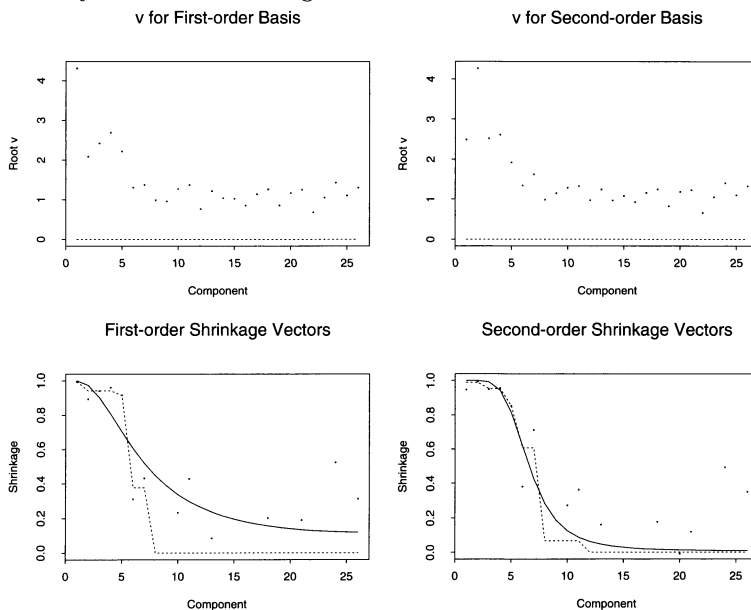 v for First-order Basis
v for Second-order Basis
Root v
4
3
2
1
0
0 5 10 15 20 25
Component
Root v
4
3
2
1
0
0 5 10 15 20 25
Component
First-order Shrinkage Vectors
Second-order Shrinkage Vectors
Shrinkage
1.0
0.8
0.6
0.4
0.2
0.0
0 5 10 15 20 25
Component
Shrinkage
1.0
0.8
0.6
0.4
0.2
0.0
0 5 10 15 20 25
Component